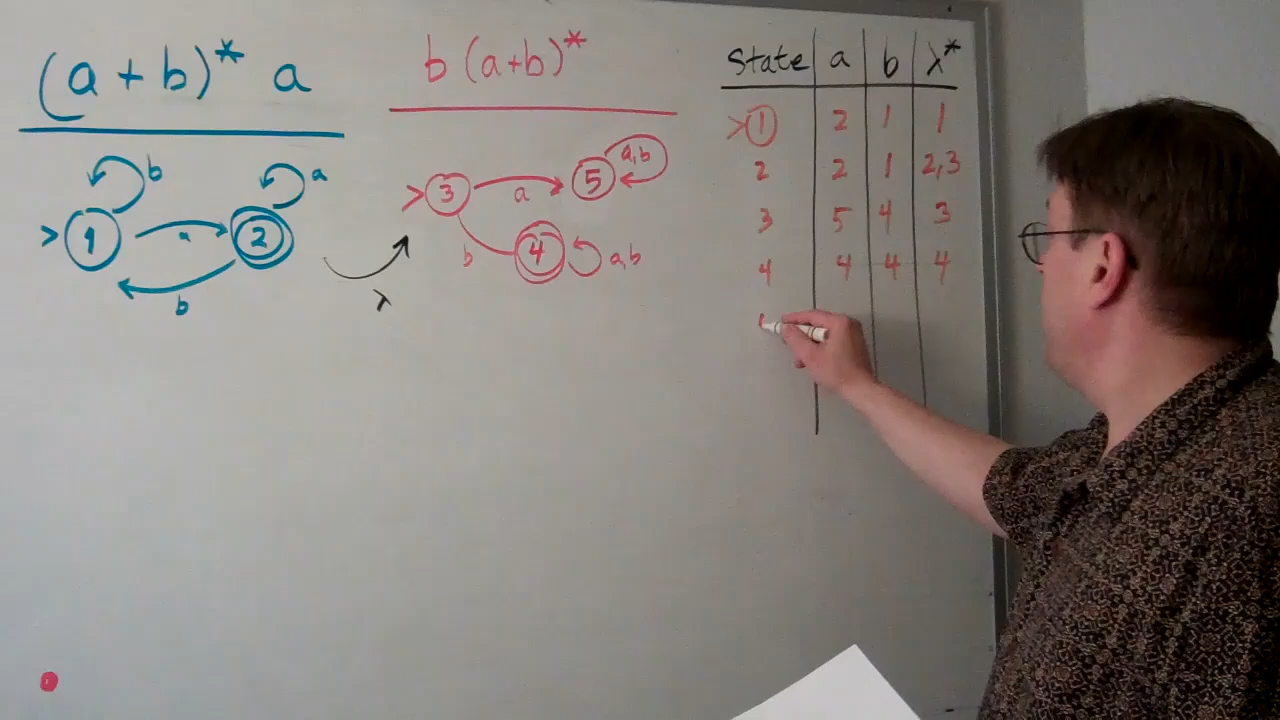 (a + b)* a
b
> 1 a 2 a
b
λ
b (a+b)*
> 3 a 5 a,b
b 4 a,b
State a b λ*
>1 2 1 1
2 2 1 2,3
3 5 4 3
4 4 4 4